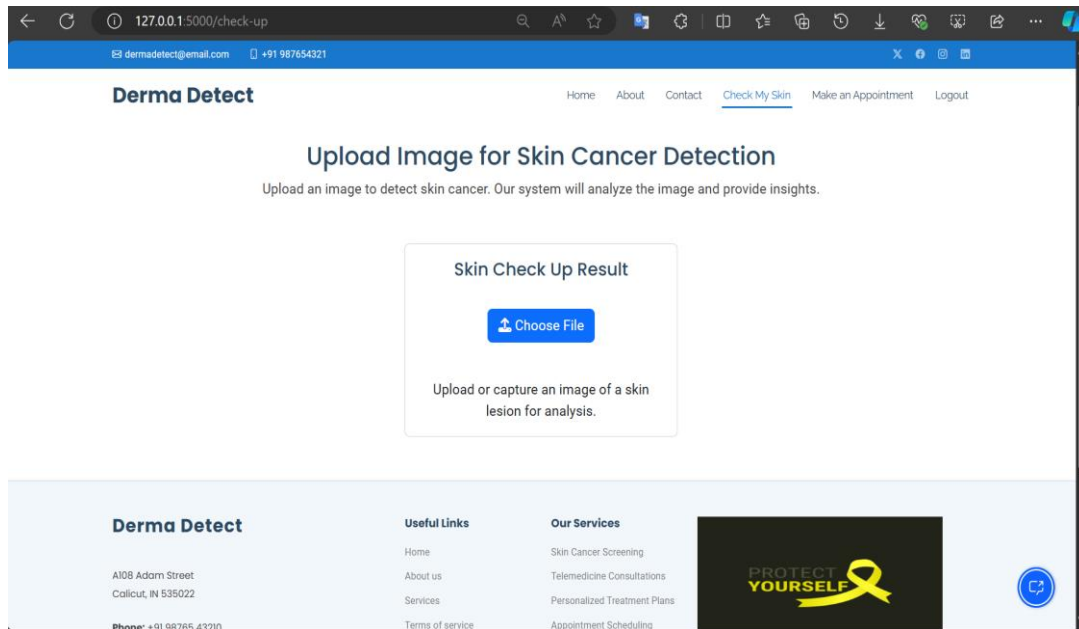 127.0.0.1:5000/check-up
dermadetect@email.com +91 987654321
Derma Detect
Home About Contact Check My Skin Make an Appointment Logout
Upload Image for Skin Cancer Detection
Upload an image to detect skin cancer. Our system will analyze the image and provide insights.
Skin Check Up Result
Choose File
Upload or capture an image of a skin
lesion for analysis.
Derma Detect
A108 Adam Street
Calicut, IN 535022
Phone: +91 98765 43210
Useful Links
Home
About us
Services
Terms of service
Our Services
Skin Cancer Screening
Telemedicine Consultations
Personalized Treatment Plans
Appointment Scheduling
PROTECT
YOURSELF